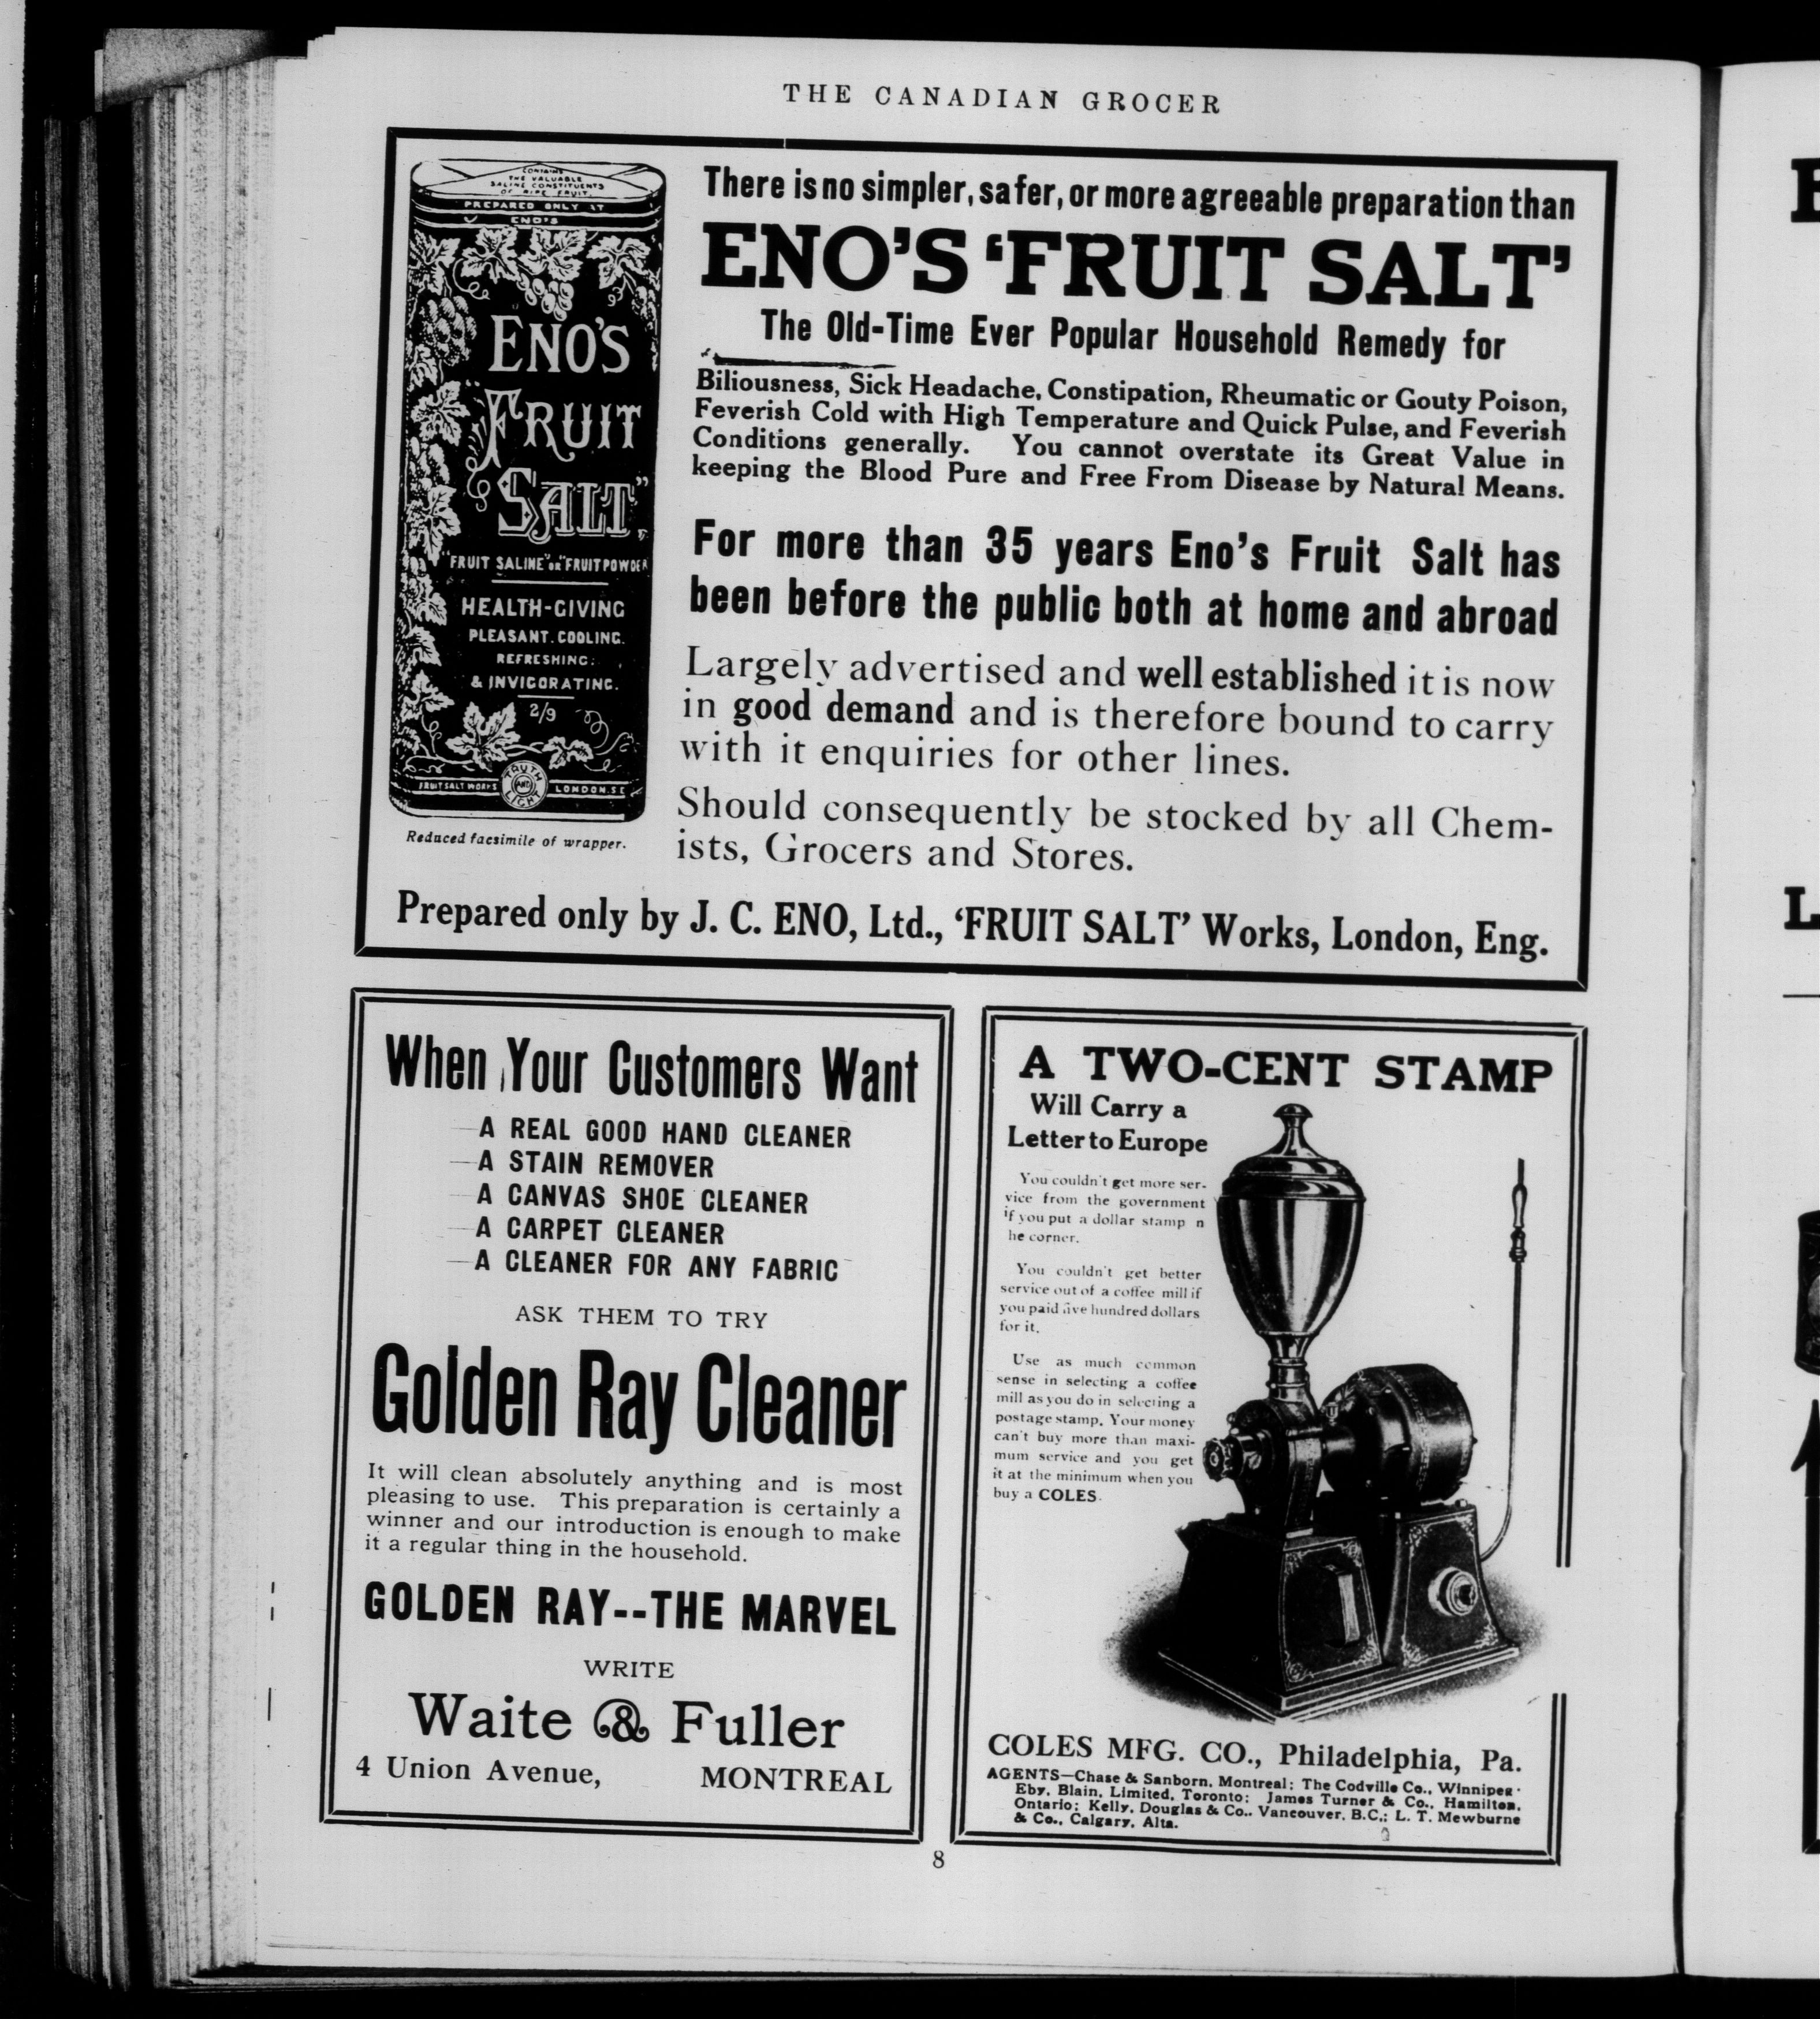 THE CANADIAN GROCER
CONTAINS
THE VALUABLE
SALINE CONSTITUENTS
OF RIPE FRUIT.
PREPARED ONLY AT
ENO'S
ENO'S
"FRUIT
SALT"
"FRUIT SALINE" OR "FRUIT POWDER
HEALTH-GIVING
PLEASANT. COOLING.
REFRESHING.
& INVIGORATING.
2/9
TRUTH
AND
LIGHT
FRUIT SALT WORKS
LONDON. S.E
Reduced facsimile of wrapper.
There is no simpler, safer, or more agreeable preparation than
ENO'S 'FRUIT SALT'
The Old-Time Ever Popular Household Remedy for
Biliousness, Sick Headache, Constipation, Rheumatic or Gouty Poison,
Feverish Cold with High Temperature and Quick Pulse, and Feverish
Conditions generally. You cannot overstate its Great Value in
keeping the Blood Pure and Free From Disease by Natural Means.
For more than 35 years Eno's Fruit Salt has
been before the public both at home and abroad
Largely advertised and well established it is now
in good demand and is therefore bound to carry
with it enquiries for other lines.
Should consequently be stocked by all Chem-
ists, Grocers and Stores.
Prepared only by J. C. ENO, Ltd., 'FRUIT SALT' Works, London, Eng.
When Your Customers Want
—A REAL GOOD HAND CLEANER
—A STAIN REMOVER
—A CANVAS SHOE CLEANER
—A CARPET CLEANER
—A CLEANER FOR ANY FABRIC
ASK THEM TO TRY
Golden Ray Cleaner
It will clean absolutely anything and is most
pleasing to use. This preparation is certainly a
winner and our introduction is enough to make
it a regular thing in the household.
GOLDEN RAY--THE MARVEL
WRITE
Waite & Fuller
4 Union Avenue, MONTREAL
A TWO-CENT STAMP
Will Carry a
Letter to Europe
You couldn't get more ser-
vice from the government
if you put a dollar stamp n
he corner.
You couldn't get better
service out of a coffee mill if
you paid five hundred dollars
for it.
Use as much common
sense in selecting a coffee
mill as you do in selecting a
postage stamp. Your money
can't buy more than maxi-
mum service and you get
it at the minimum when you
buy a COLES.
COLES MFG. CO., Philadelphia, Pa.
AGENTS—Chase & Sanborn, Montreal; The Codville Co., Winnipeg;
Eby, Blain, Limited, Toronto; James Turner & Co., Hamilton,
Ontario; Kelly, Douglas & Co., Vancouver, B.C.; L. T. Mewburne
& Co., Calgary, Alta.
8